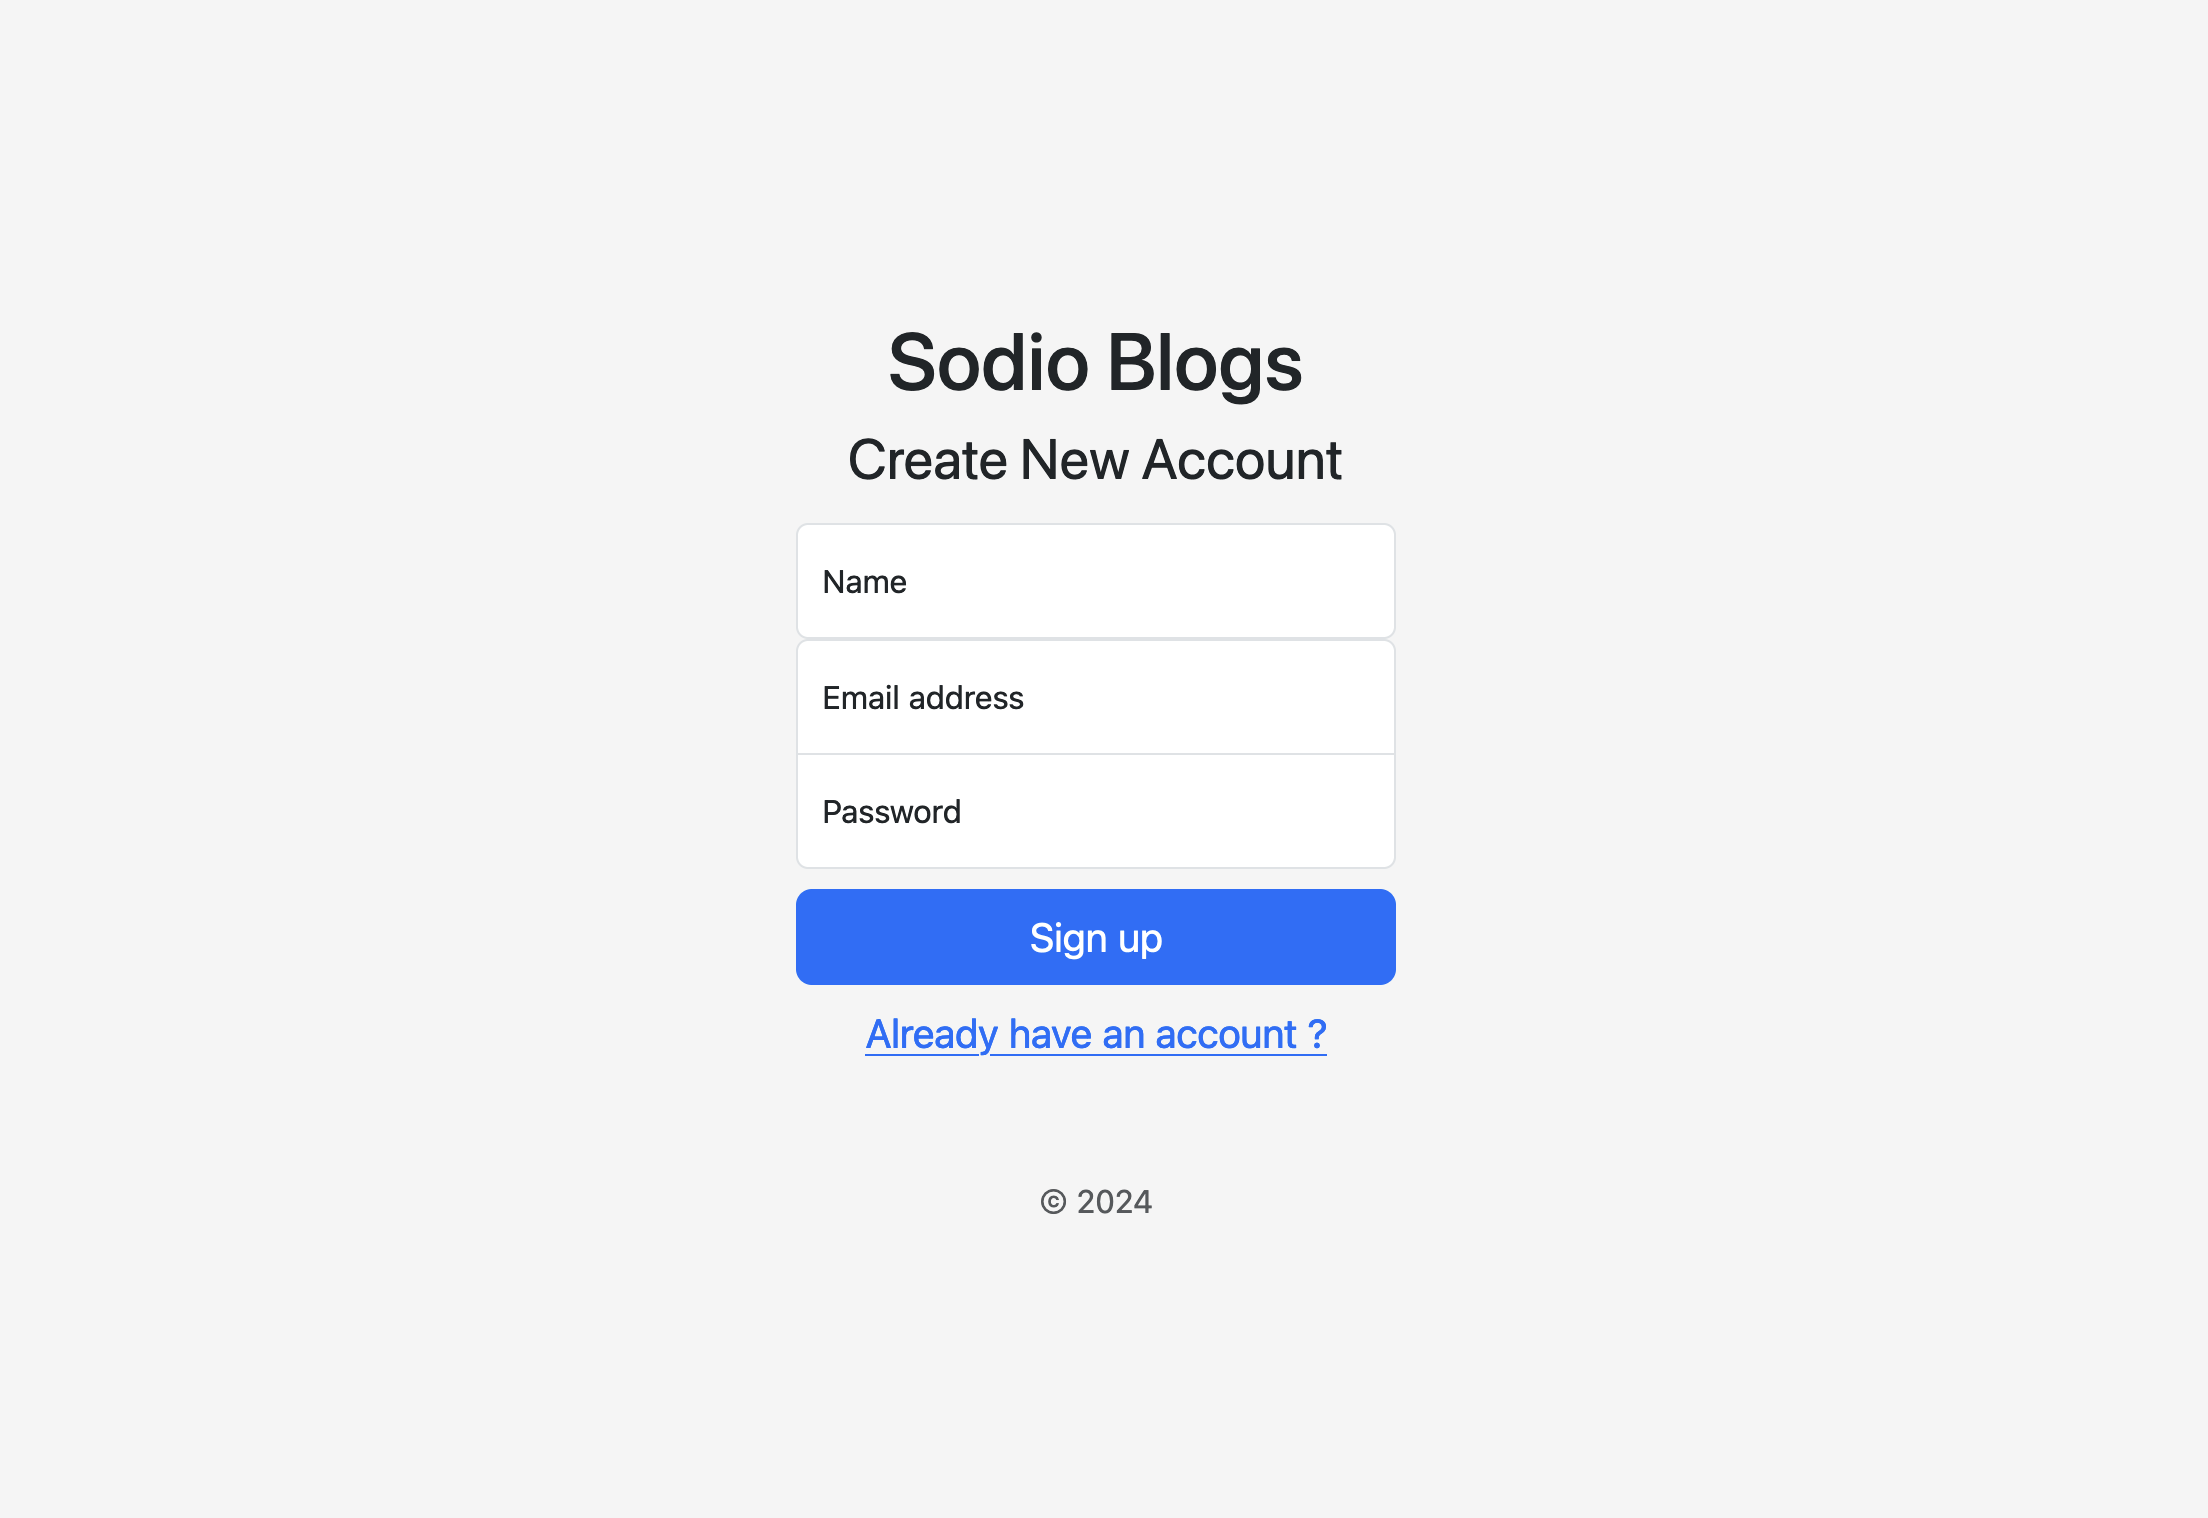 Sodio Blogs
Create New Account
Name
Email address
Password
Sign up
Already have an account ?
© 2024